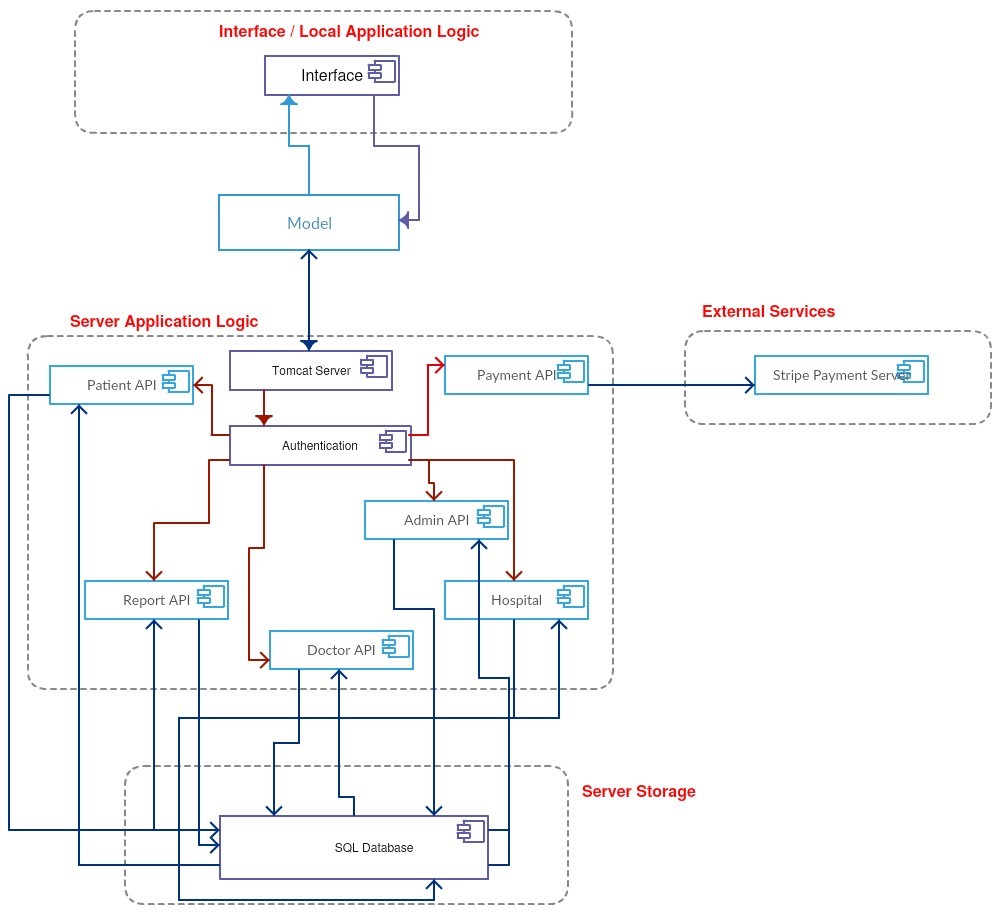 Interface / Local Application Logic
Interface
Model
Server Application Logic
External Services
Tomcat Server
Patient API
Payment API
Stripe Payment Server
Authentication
Admin API
Report API
Hospital
Doctor API
Server Storage
SQL Database